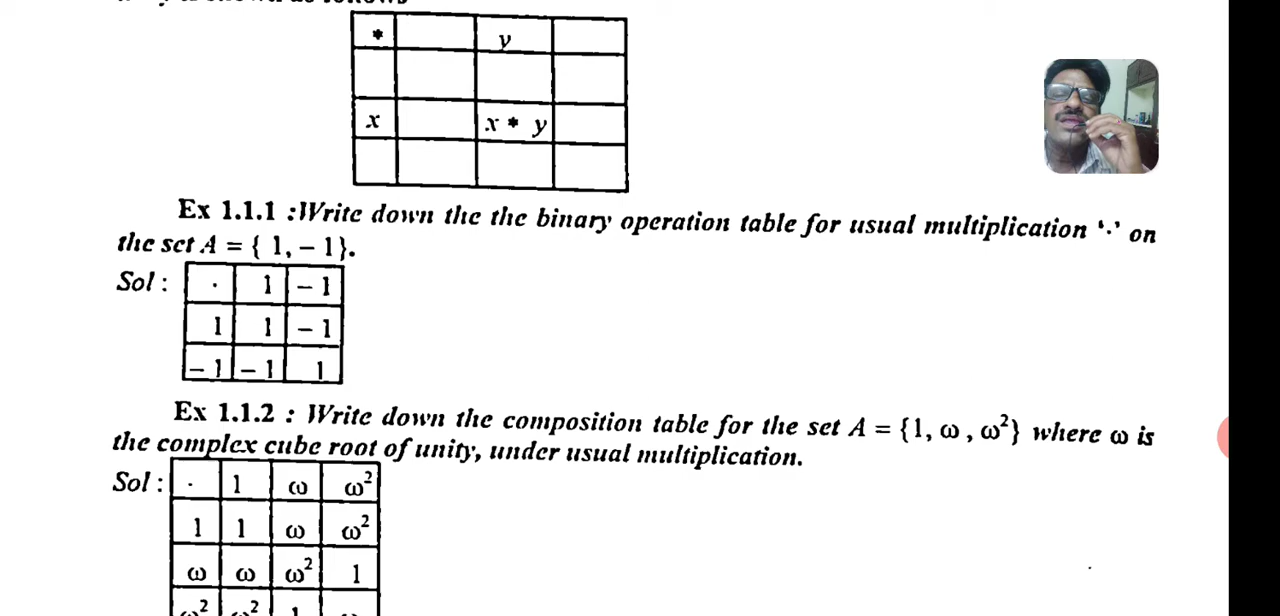 * y
x x * y
Ex 1.1.1 :Write down the the binary operation table for usual multiplication ‘.’ on
the set A = { 1, – 1}.
Sol :
· 1 – 1
1 1 – 1
– 1 – 1 1
Ex 1.1.2 : Write down the composition table for the set A = {1, ω , ω²} where ω is
the complex cube root of unity, under usual multiplication.
Sol :
· 1 ω ω²
1 1 ω ω²
ω ω ω² 1
ω² ω² 1